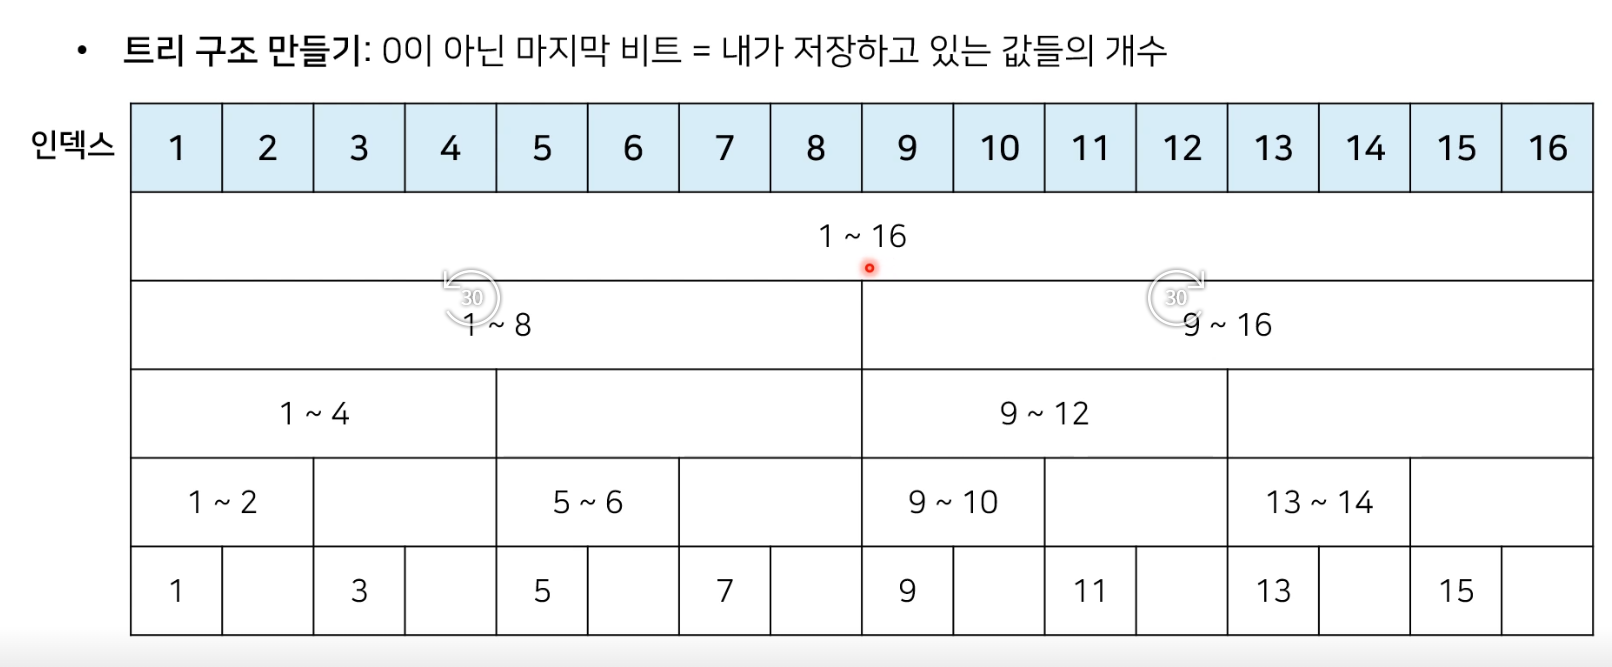 • 트리 구조 만들기: 0이 아닌 마지막 비트 = 내가 저장하고 있는 값들의 개수
인덱스 1 2 3 4 5 6 7 8 9 10 11 12 13 14 15 16
1 ~ 16
30 30
1 ~ 8 9 ~ 16
1 ~ 4 9 ~ 12
1 ~ 2 5 ~ 6 9 ~ 10 13 ~ 14
1 3 5 7 9 11 13 15